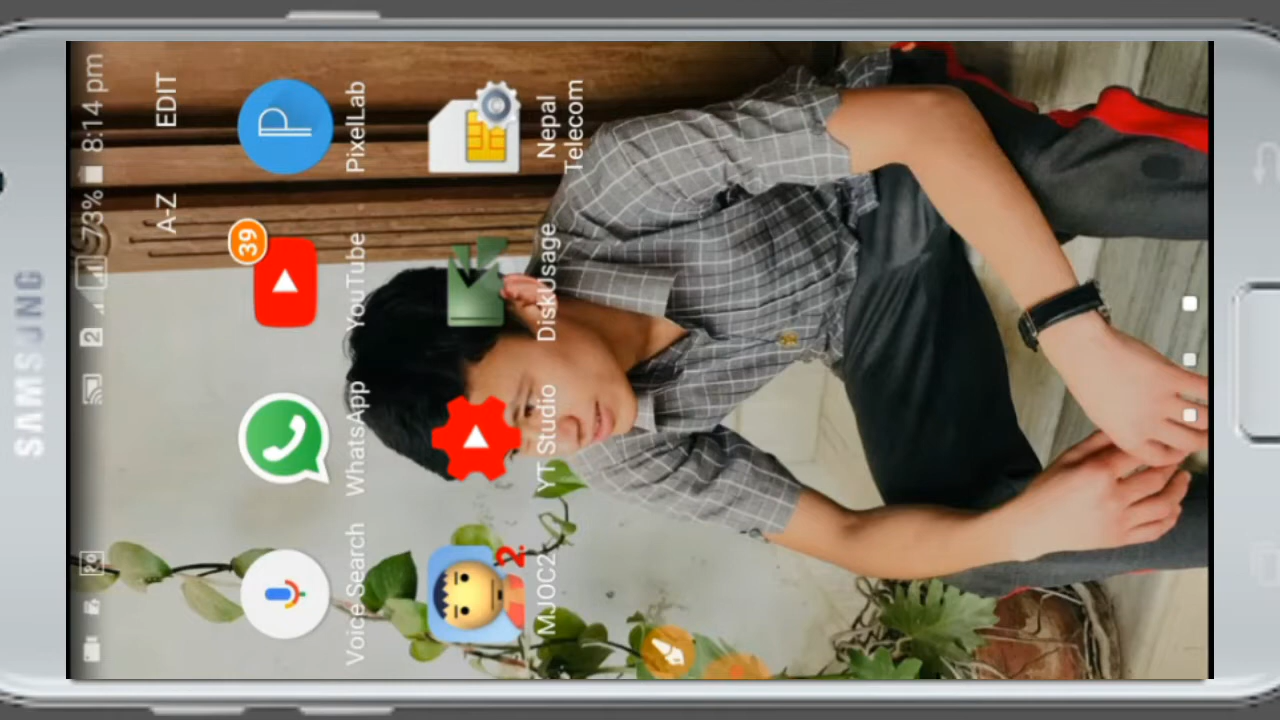 SAMSUNG
2 73% 8:14 pm
A-Z EDIT
39
Voice Search WhatsApp YouTube PixelLab
2.
MJOC2 YT Studio DiskUsage Nepal
Telecom